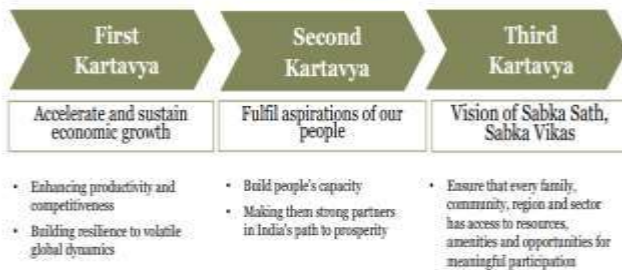 First
Kartavya
Second
Kartavya
Third
Kartavya
Accelerate and sustain
economic growth
Fulfil aspirations of our
people
Vision of Sabka Sath,
Sabka Vikas
• Enhancing productivity and
competitiveness
• Building resilience to volatile
global dynamics
• Build people's capacity
• Making them strong partners
in India's path to prosperity
• Ensure that every family,
community, region and sector
has access to resources,
amenities and opportunities for
meaningful participation